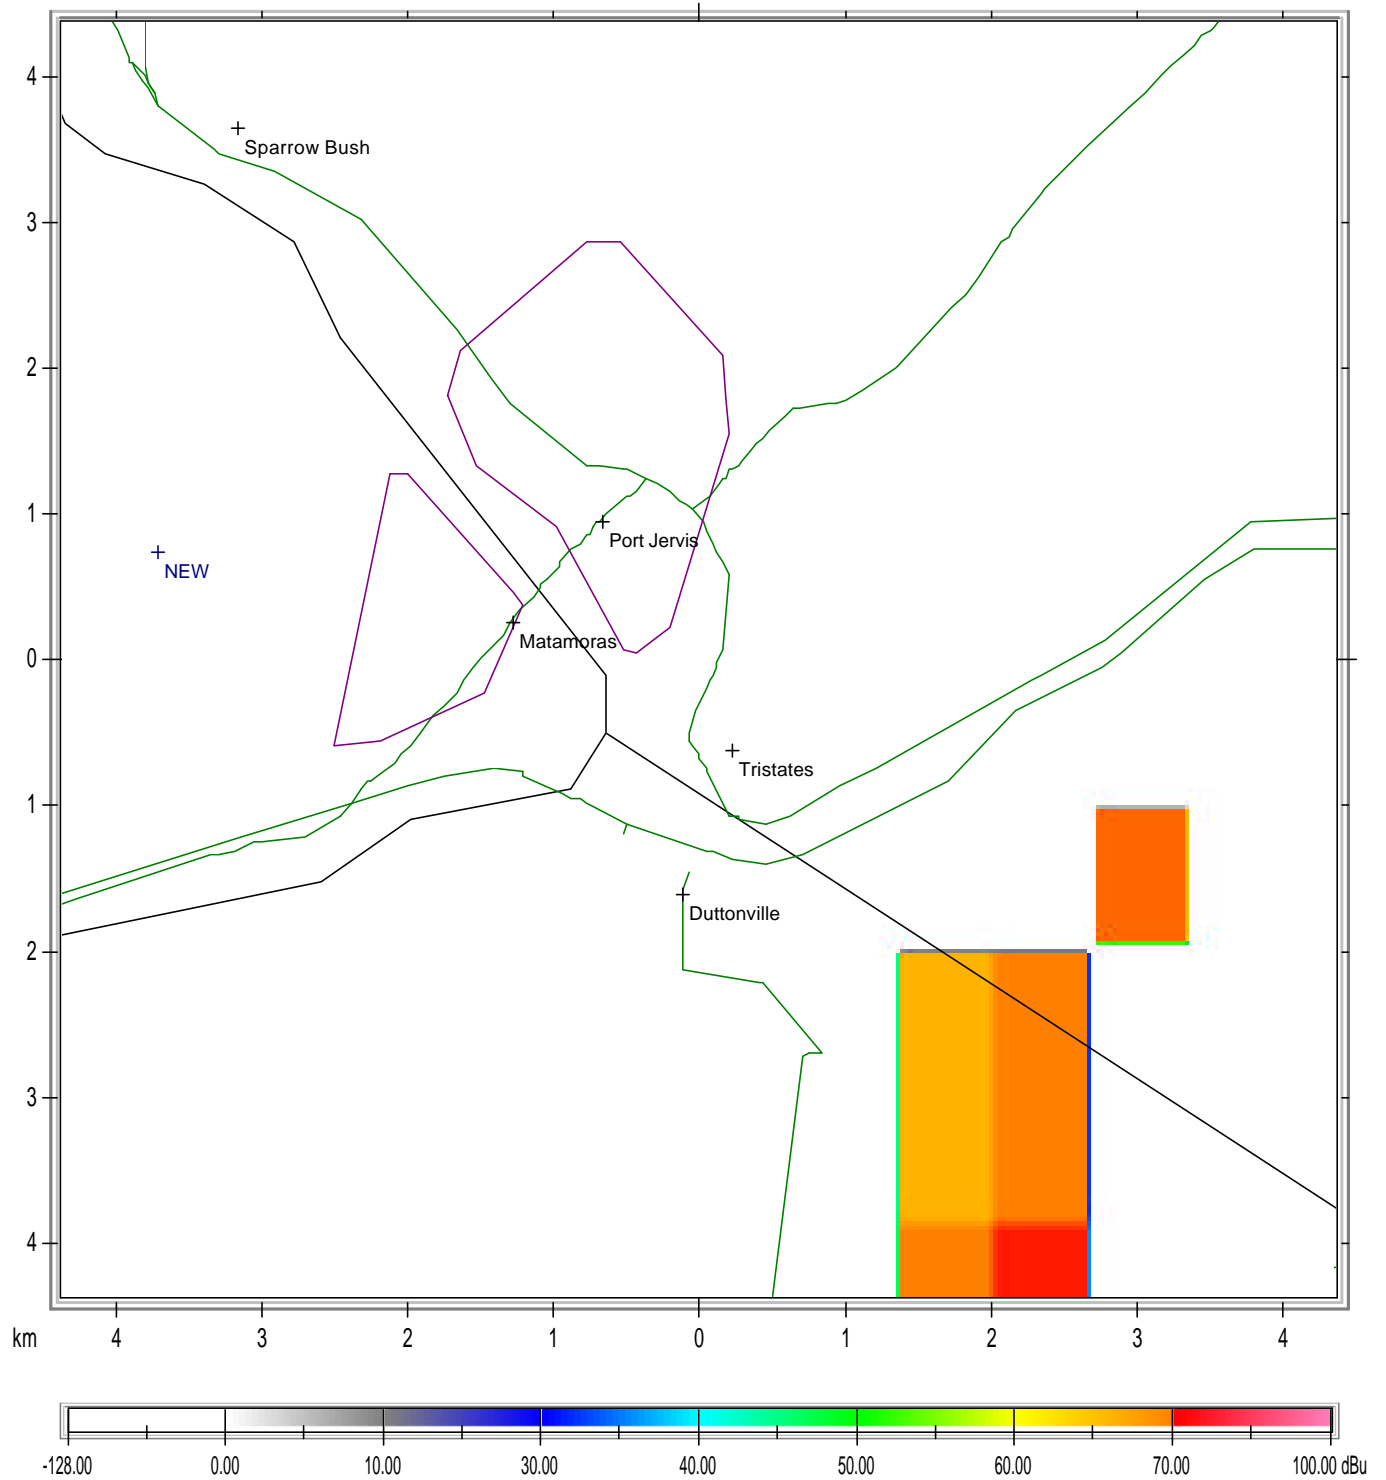 4
Sparrow Bush
3
2
1
Port Jervis
NEW
Matamoras
0
Tristates
1
Duttonville
2
3
4
km 4 3 2 1 0 1 2 3 4
-128.00 0.00 10.00 30.00 40.00 50.00 60.00 70.00 100.00 dBu